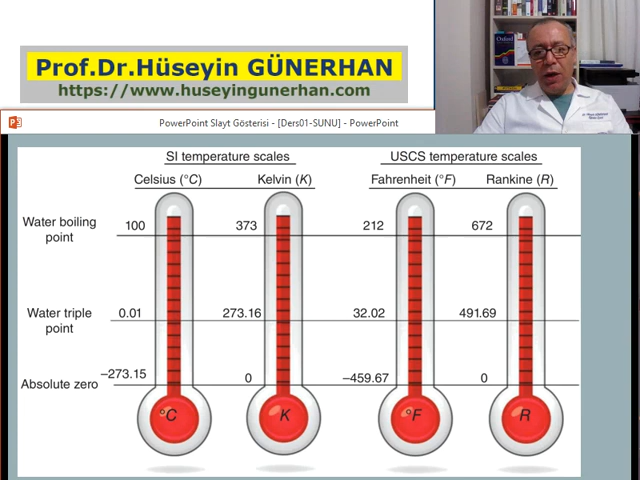 Prof.Dr.Hüseyin GÜNERHAN
https://www.huseyingunerhan.com
Oxford
PowerPoint Slayt Gösterisi - [Ders01-SUNU] - PowerPoint
SI temperature scales
USCS temperature scales
Celsius (°C)
Kelvin (K)
Fahrenheit (°F)
Rankine (R)
Water boiling
point
100
373
212
672
Water triple
point
0.01
273.16
32.02
491.69
Absolute zero
−273.15
0
−459.67
0
°C
K
°F
R